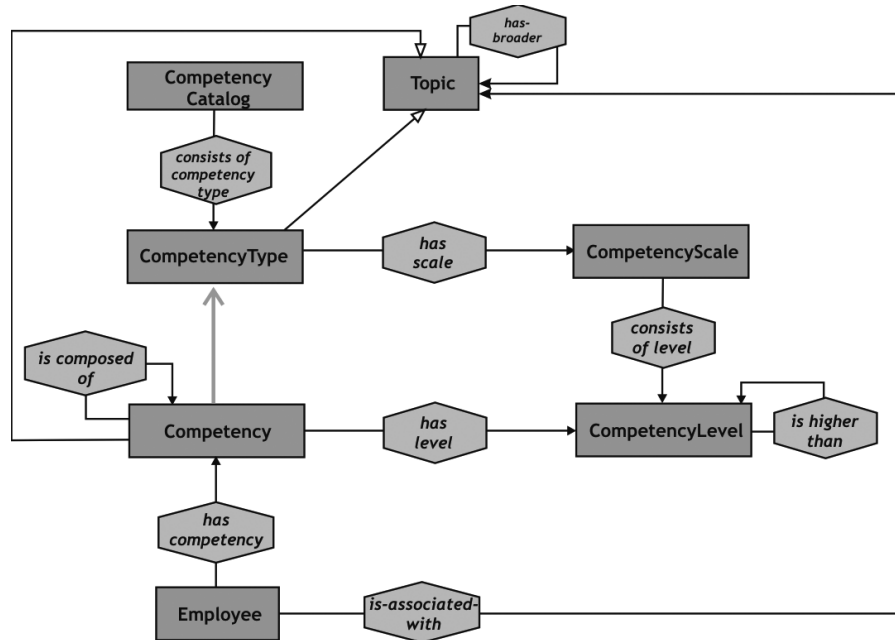 has-
broader
Competency
Catalog
Topic
consists of
competency
type
CompetencyType
has
scale
CompetencyScale
consists
of level
is composed
of
Competency
has
level
CompetencyLevel
is higher
than
has
competency
Employee
is-associated-
with